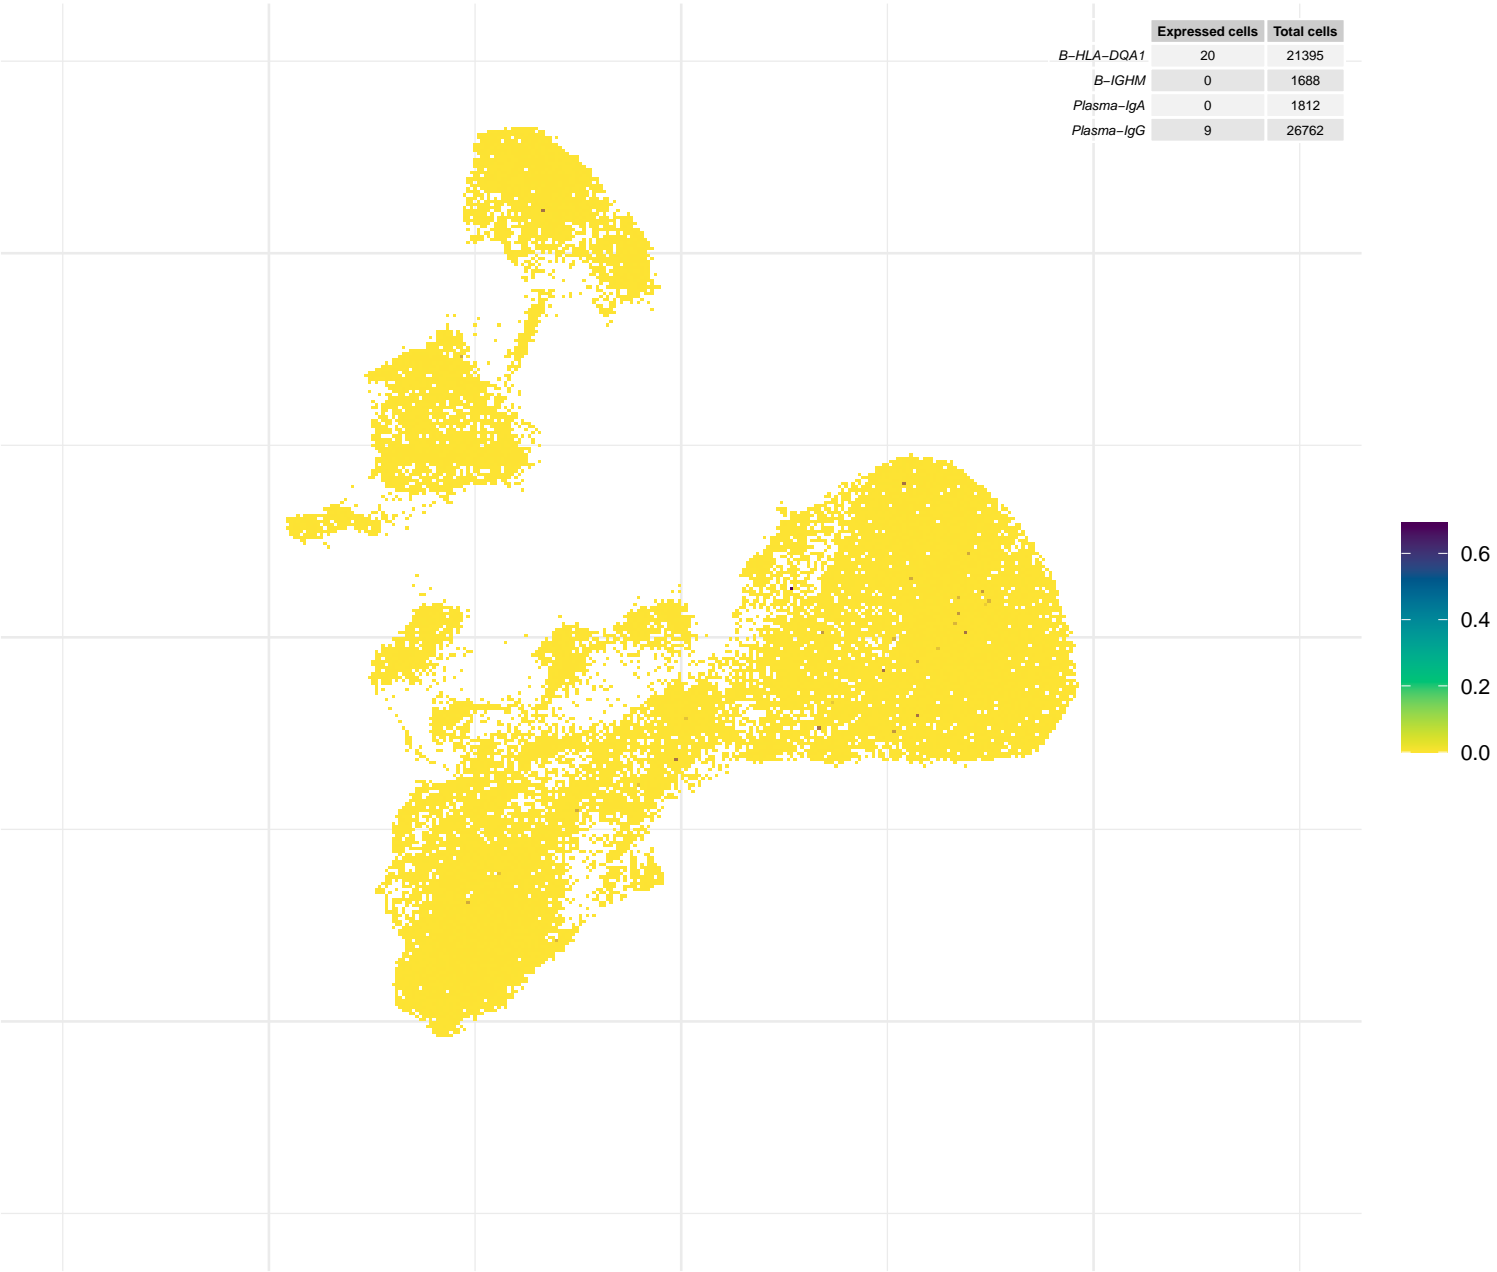 Expressed cells Total cells
B−HLA−DQA1 20 21395
B−IGHM 0 1688
Plasma−IgA 0 1812
Plasma−IgG 9 26762
0.6
0.4
0.2
0.0